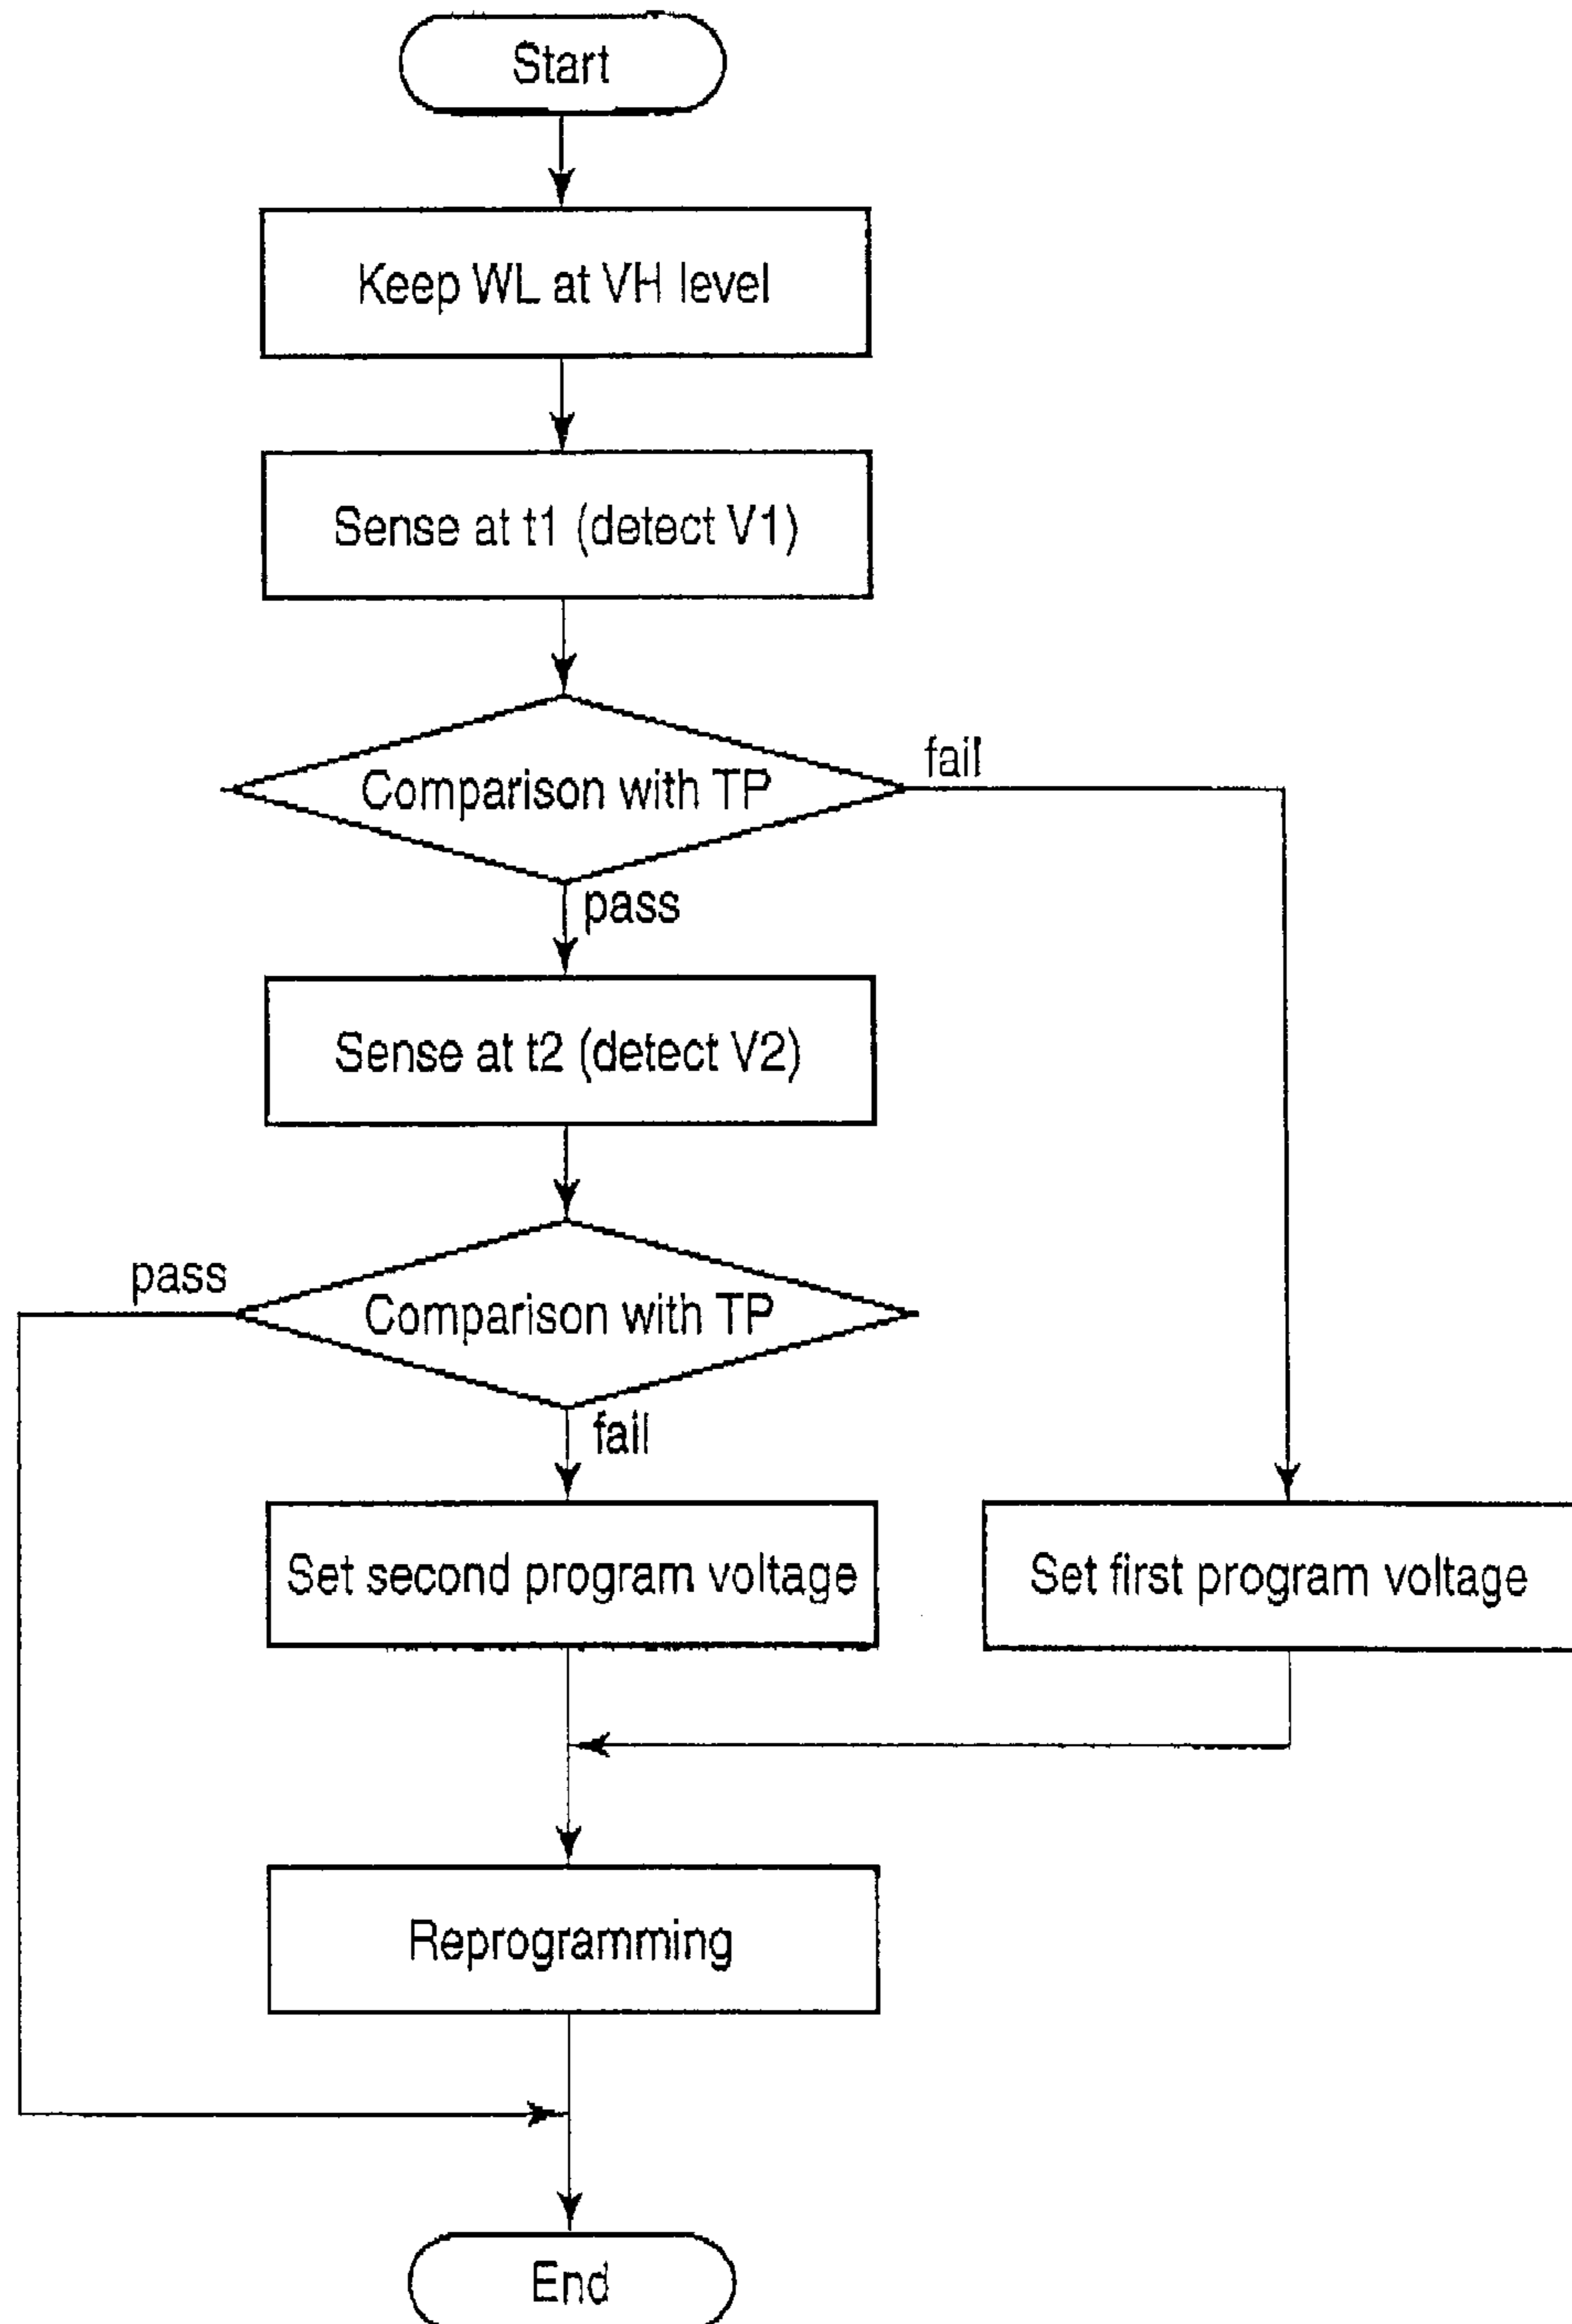 Start
Keep WL at VH level
Sense at t1 (detect V1)
Comparison with TP
fail
pass
Sense at t2 (detect V2)
pass
Comparison with TP
fail
Set second program voltage
Set first program voltage
Reprogramming
End